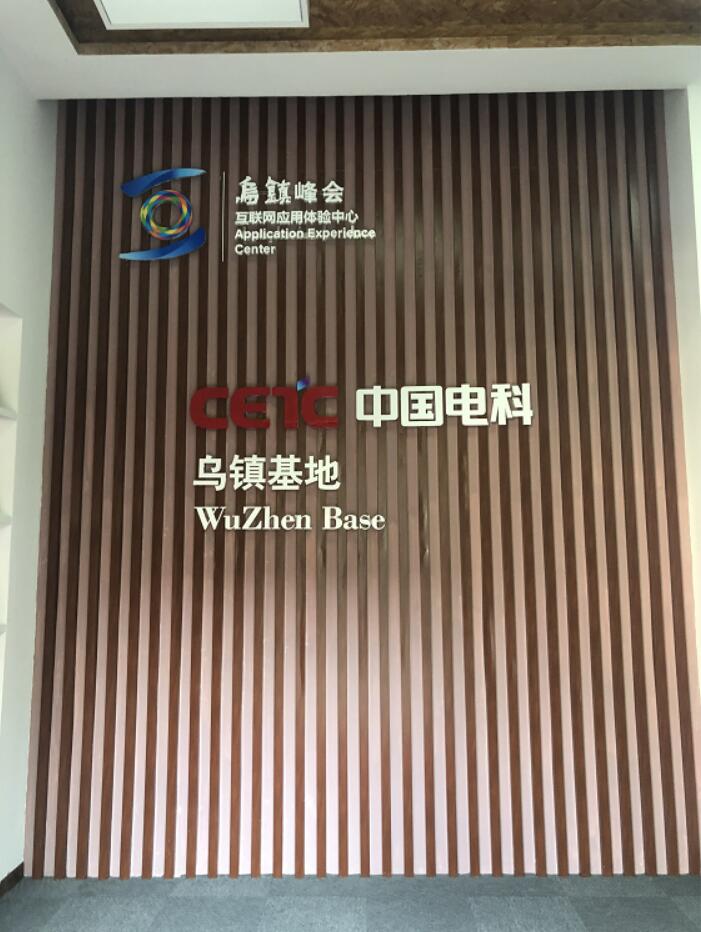 乌镇峰会
互联网应用体验中心
Application Experience
Center
CETC 中国电科
乌镇基地
WuZhen Base